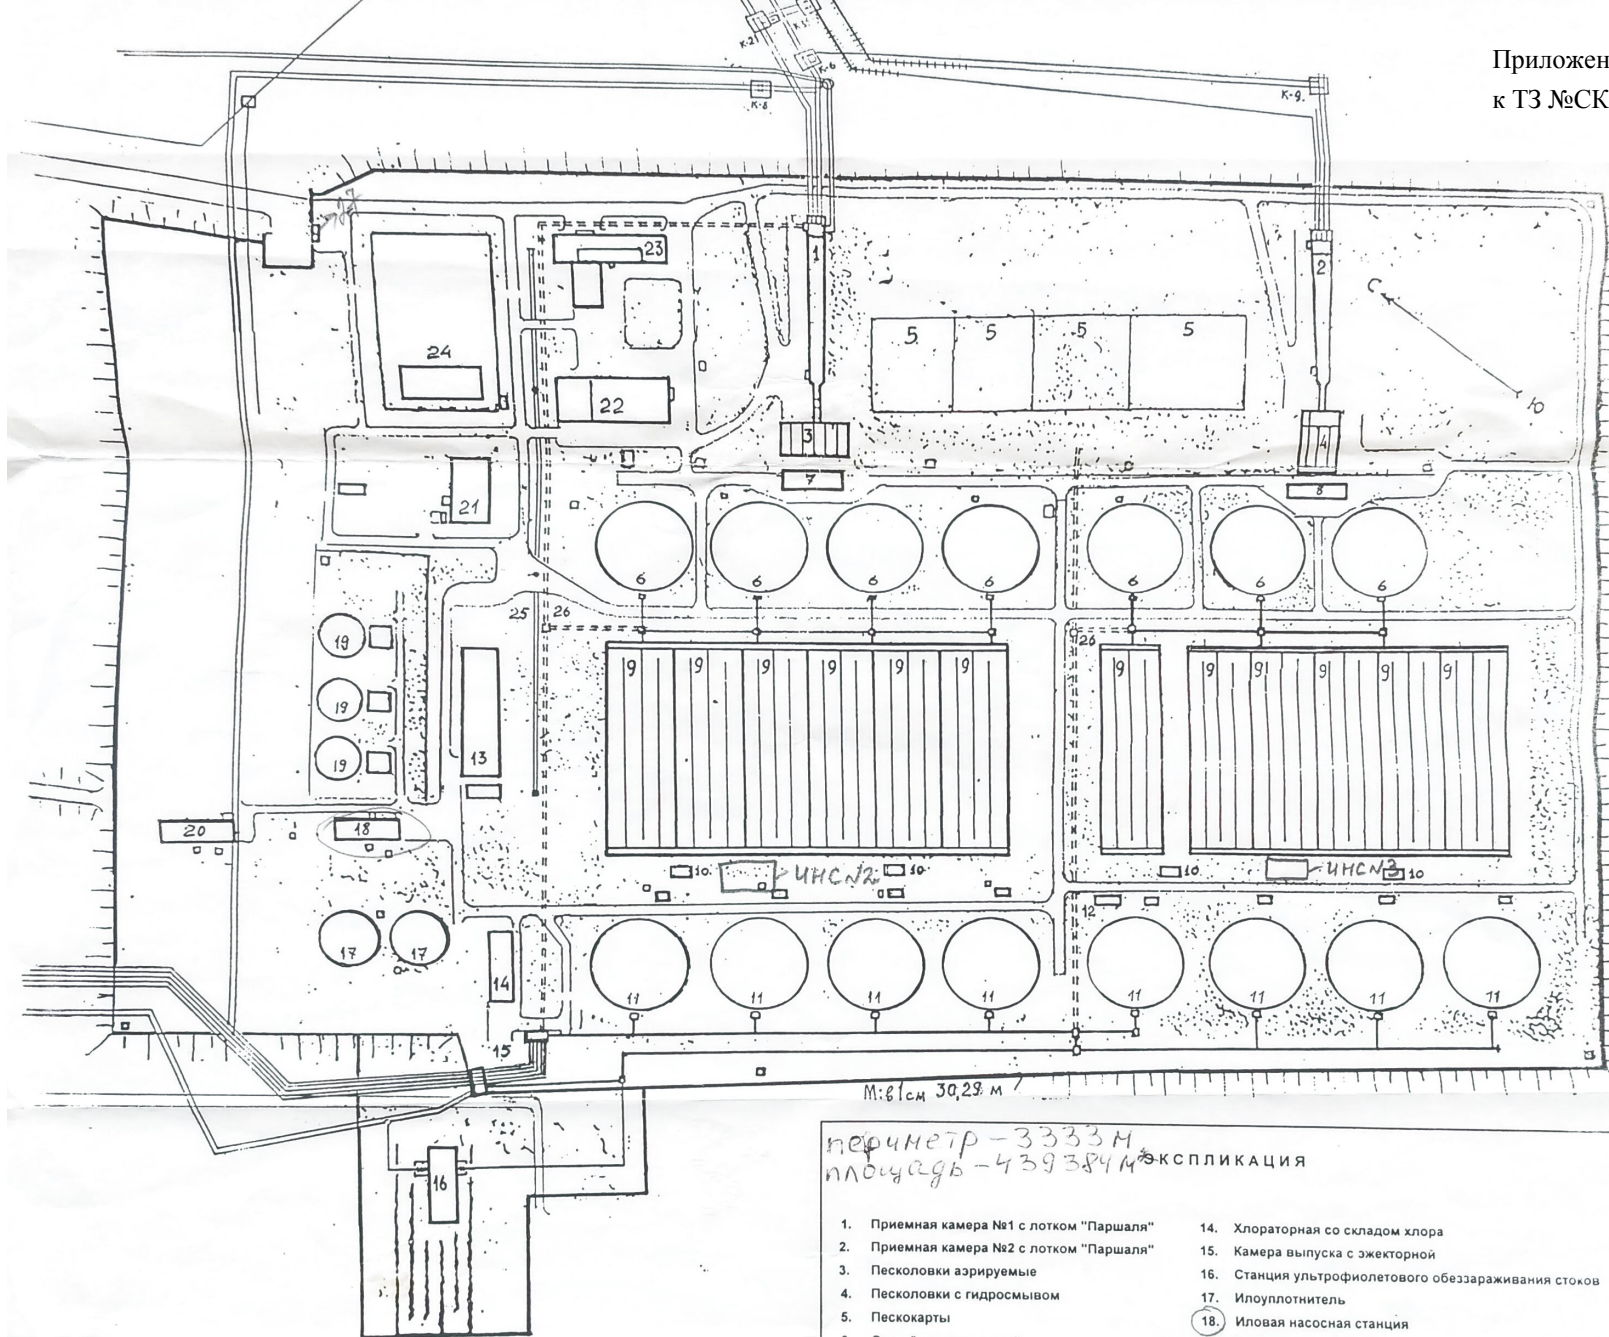 Приложен
к ТЗ №СК
К-21
К-6
К-8
К-9.
1
2
23
С
5 5 5 5
24
22
Ю
3
4
7
8
21
6 6 6 6 6 6 6
25 26
26
19
19
19
9 9 9 9 9 9 9 9 9 9 9 9
13
20
18
10 ИНС№2 10
10 ИНС№3 10
12
17 17
14
11 11 11 11 11 11 11 11
15
М:в 1см 30,29 м
периметр – 3333 м
площадь – 439384 м²
ЭКСПЛИКАЦИЯ
16
1. Приемная камера №1 с лотком "Паршаля"
2. Приемная камера №2 с лотком "Паршаля"
3. Песколовки аэрируемые
4. Песколовки с гидросмывом
5. Пескокарты
14. Хлораторная со складом хлора
15. Камера выпуска с эжекторной
16. Станция ультрофиолетового обеззараживания стоков
17. Илоуплотнитель
18. Иловая насосная станция